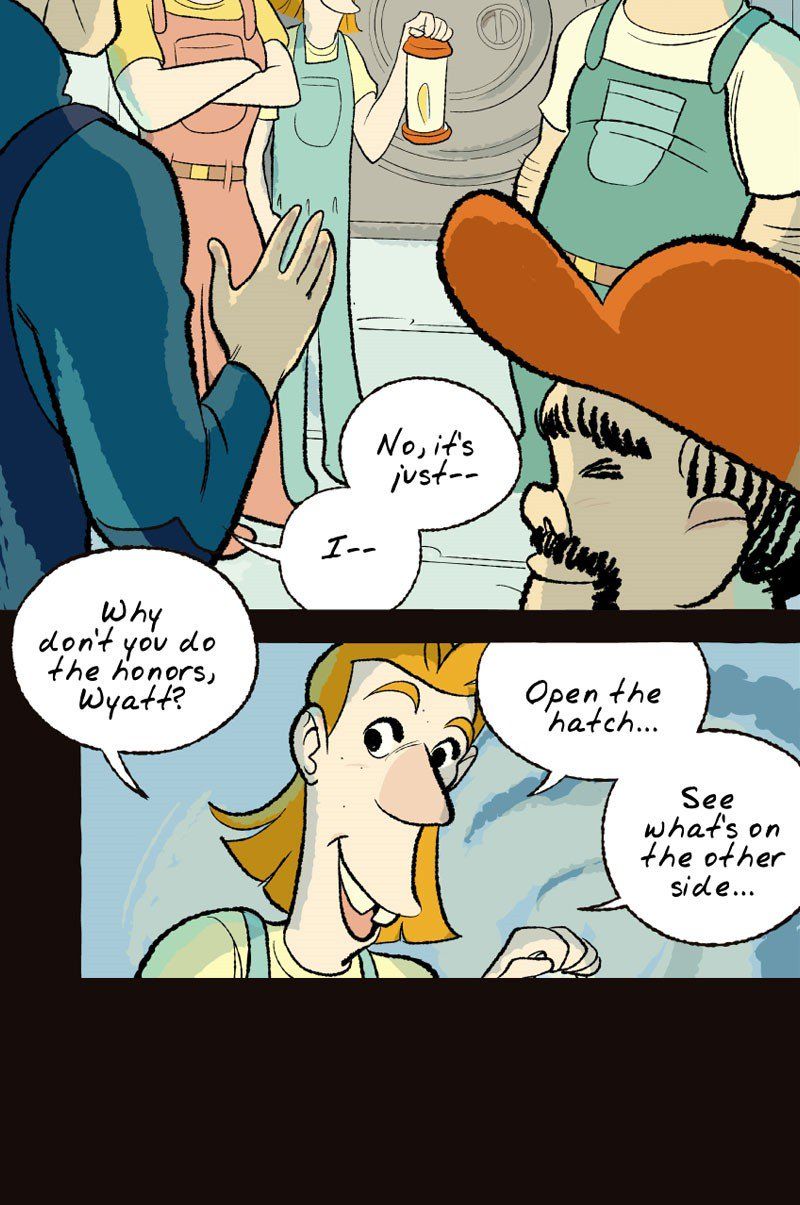 No, it's
just--
I--
Why
don't you do
the honors,
Wyatt?
Open the
hatch...
See
what's on
the other
side...